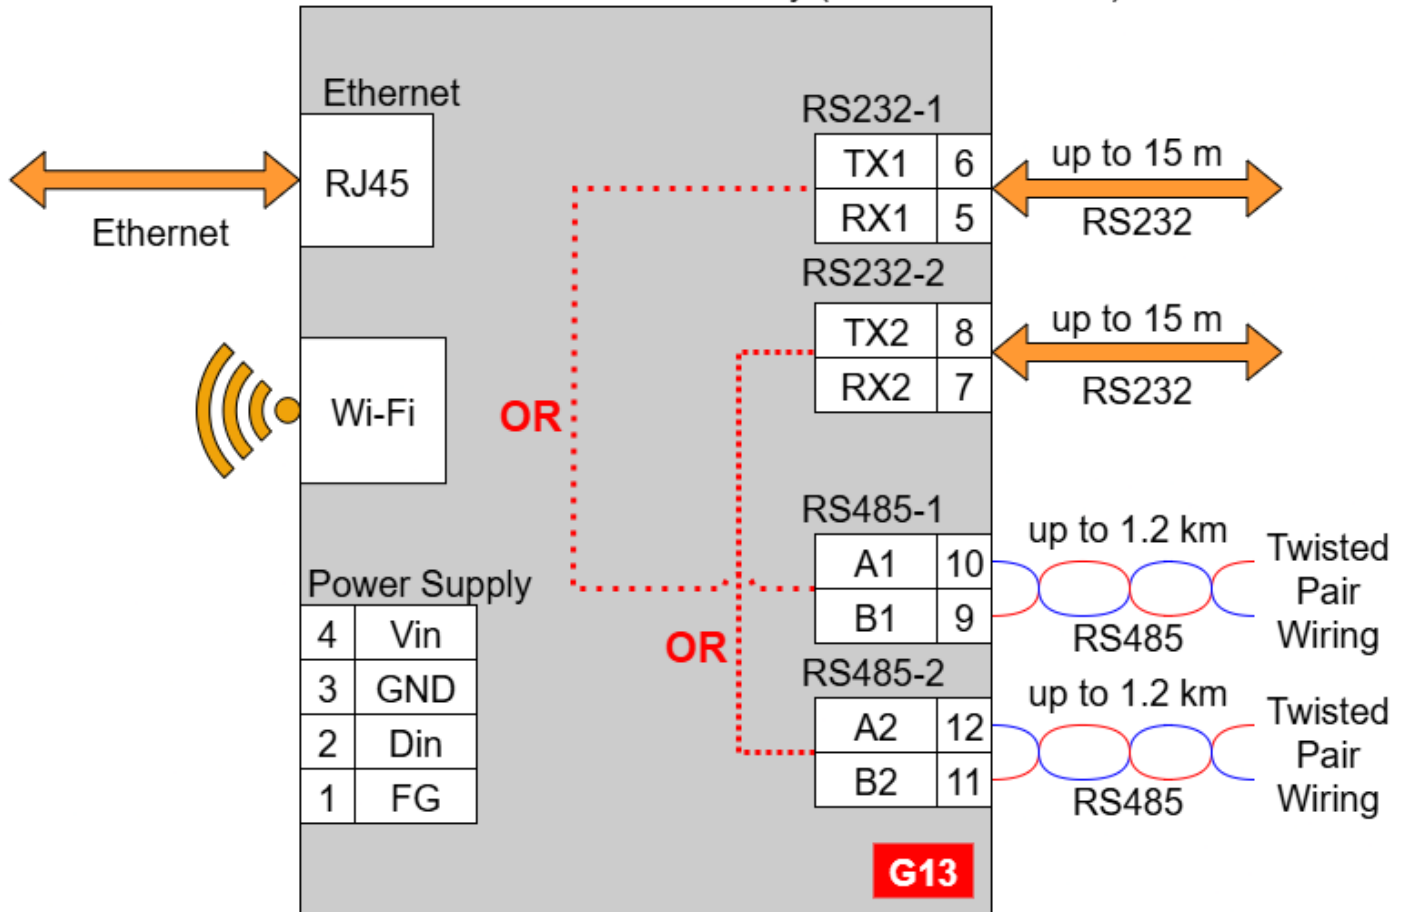 Ethernet
RJ45
Ethernet
Wi-Fi
Power Supply
4 Vin
3 GND
2 Din
1 FG
OR
OR
RS232-1
TX1 6
RX1 5
up to 15 m
RS232
RS232-2
TX2 8
RX2 7
up to 15 m
RS232
RS485-1
A1 10
B1 9
up to 1.2 km
RS485
Twisted
Pair
Wiring
RS485-2
A2 12
B2 11
up to 1.2 km
RS485
Twisted
Pair
Wiring
G13